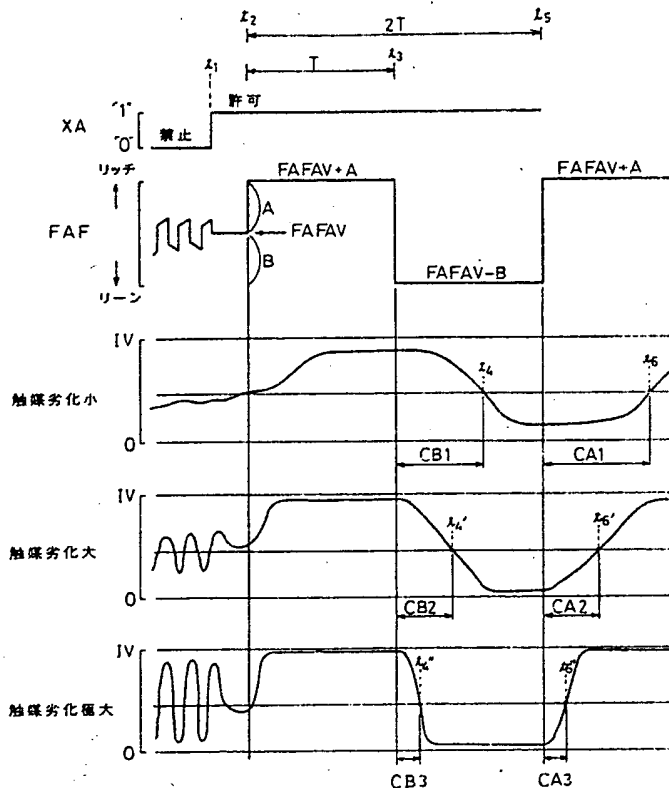 t2 2T t5
T t3
t1
許可
XA "1"
"0" 禁止
リッチ
FAFAV+A FAFAV+A
A
FAF FAFAV
B
FAFAV-B
リーン
1V
触媒劣化小 t4 t6
0
CB1 CA1
1V
触媒劣化大 t4' t6'
0
CB2 CA2
1V
触媒劣化極大 t4" t6"
0
CB3 CA3